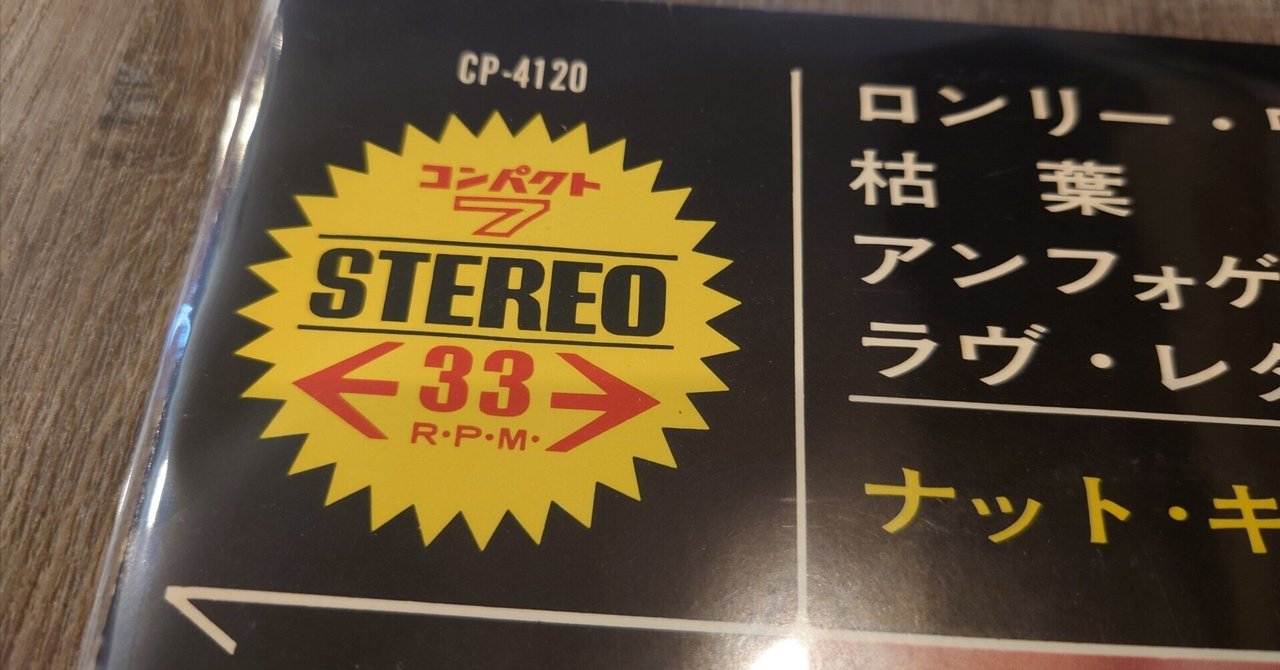 CP-4120
コンパクト
7
STEREO
33
R・P・M・
ロンリー・
枯葉
アンフォゲ
ラヴ・レ
ナット・キ